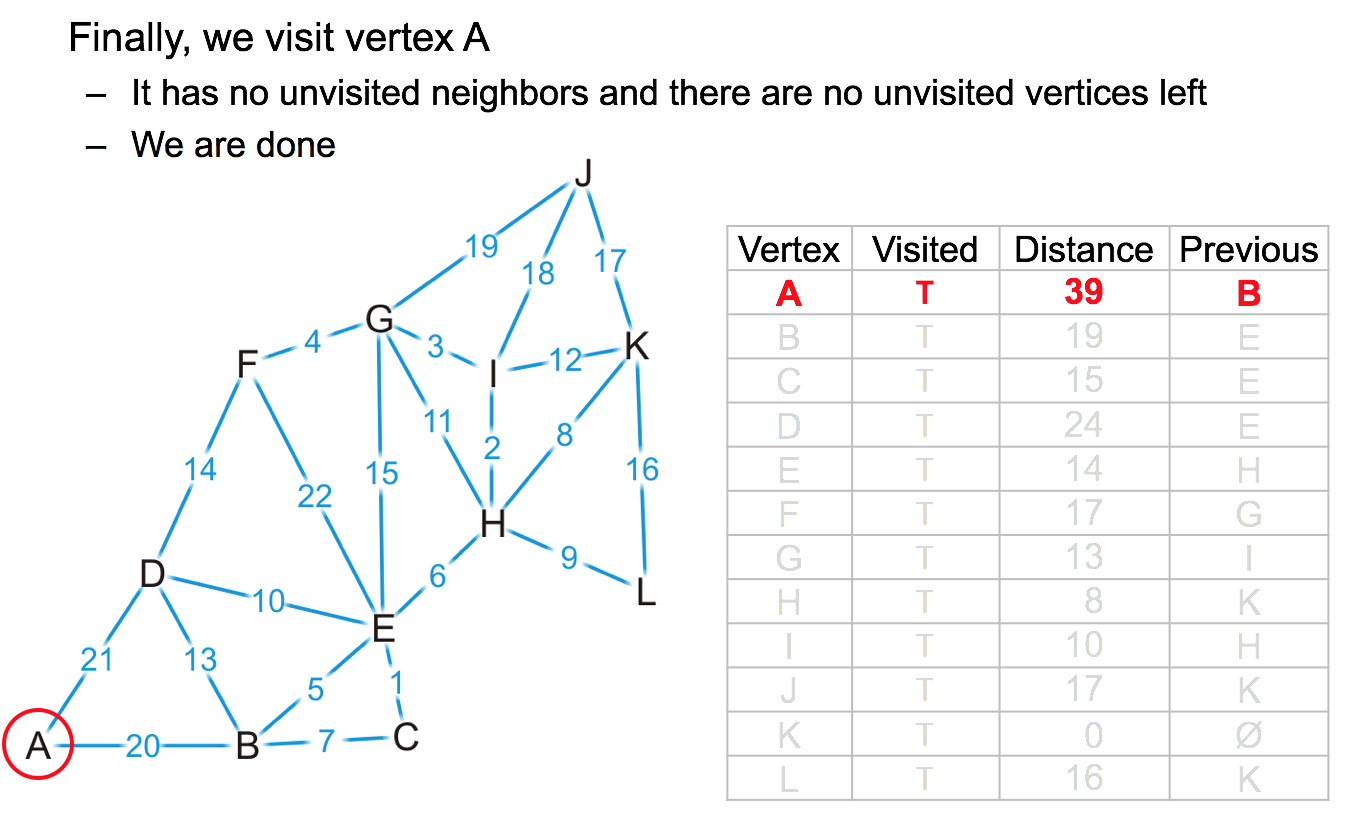 Finally, we visit vertex A
– It has no unvisited neighbors and there are no unvisited vertices left
– We are done
J
19
18
17
G
4
3
K
F
I
12
11
2
8
14
15
16
22
H
9
6
D
10
L
E
21
13
5
1
A
20
B
7
C
Vertex Visited Distance Previous
A T 39 B
B T 19 E
C T 15 E
D T 24 E
E T 14 H
F T 17 G
G T 13 I
H T 8 K
I T 10 H
J T 17 K
K T 0 Ø
L T 16 K